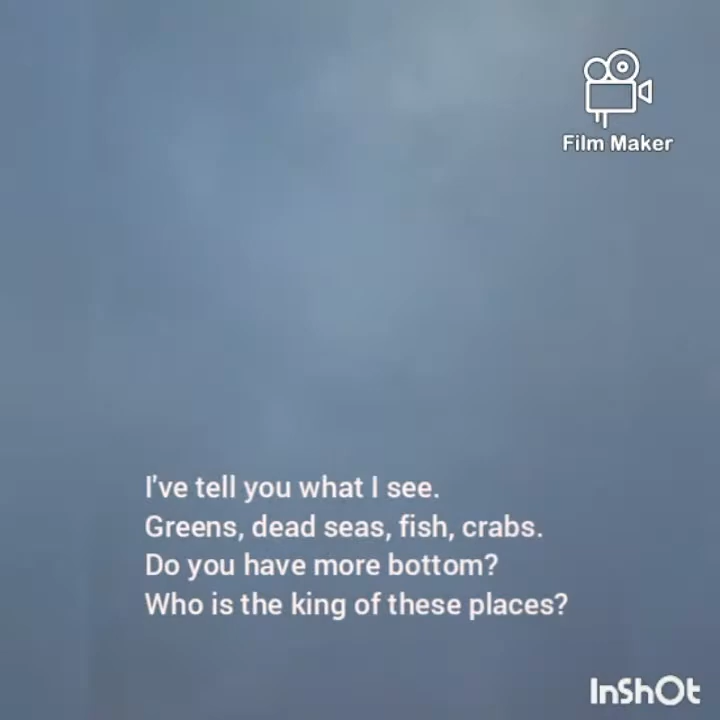 Film Maker
I've tell you what I see.
Greens, dead seas, fish, crabs.
Do you have more bottom?
Who is the king of these places?
InShOt